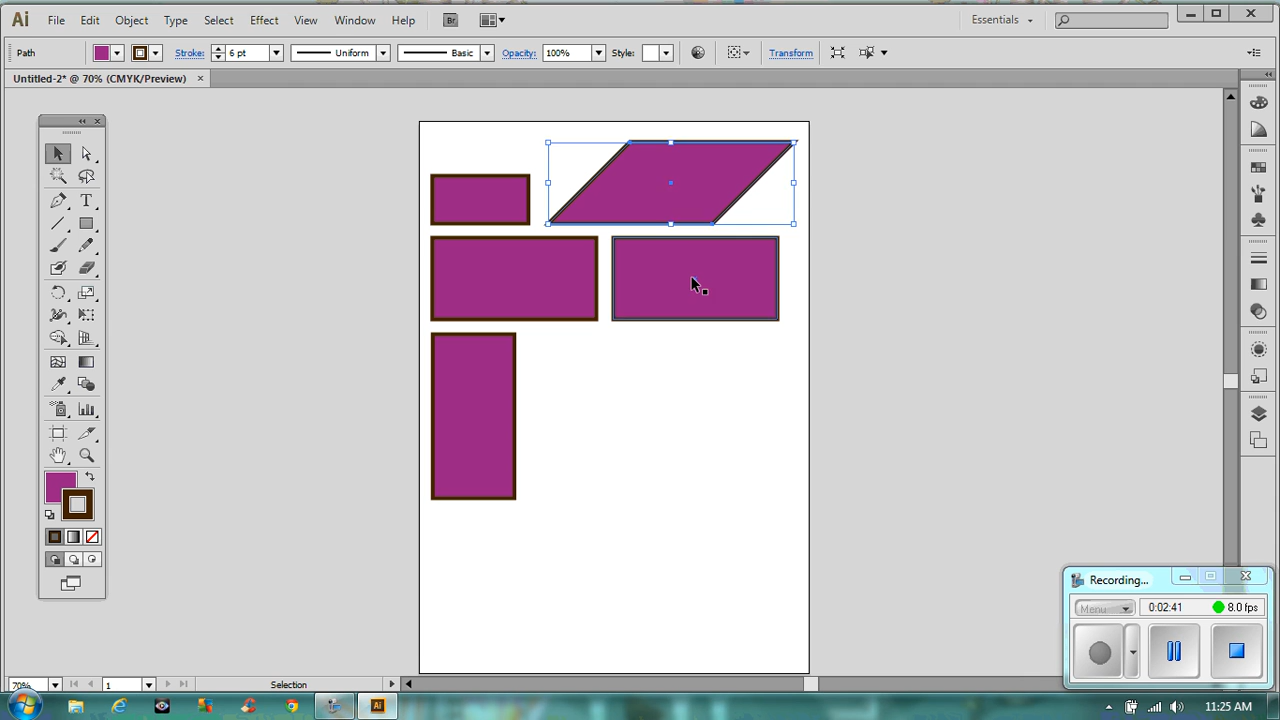 Ai File Edit Object Type Select Effect View Window Help Br Essentials
Path Stroke: 6 pt Uniform Basic Opacity: 100% Style: Transform
Untitled-2* @ 70% (CMYK/Preview)
T
Recording...
Menu 0:02:41 8.0 fps
70% 1 Selection
Ai 11:25 AM